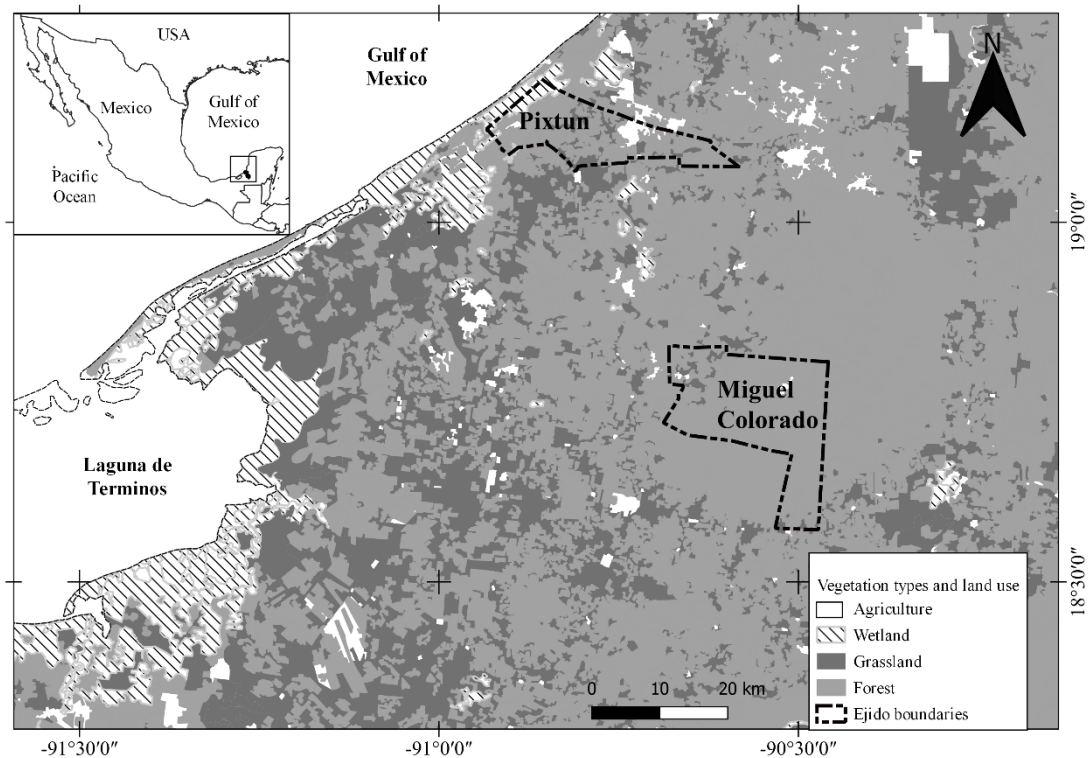 USA
Mexico
Gulf of
Mexico
Pacific
Ocean
Gulf of
Mexico
N
Pixtun
Miguel
Colorado
Laguna de
Terminos
19°0′0″
18°30′0″
Vegetation types and land use
Agriculture
Wetland
Grassland
Forest
Ejido boundaries
0 10 20 km
-91°30′0″ -91°0′0″ -90°30′0″